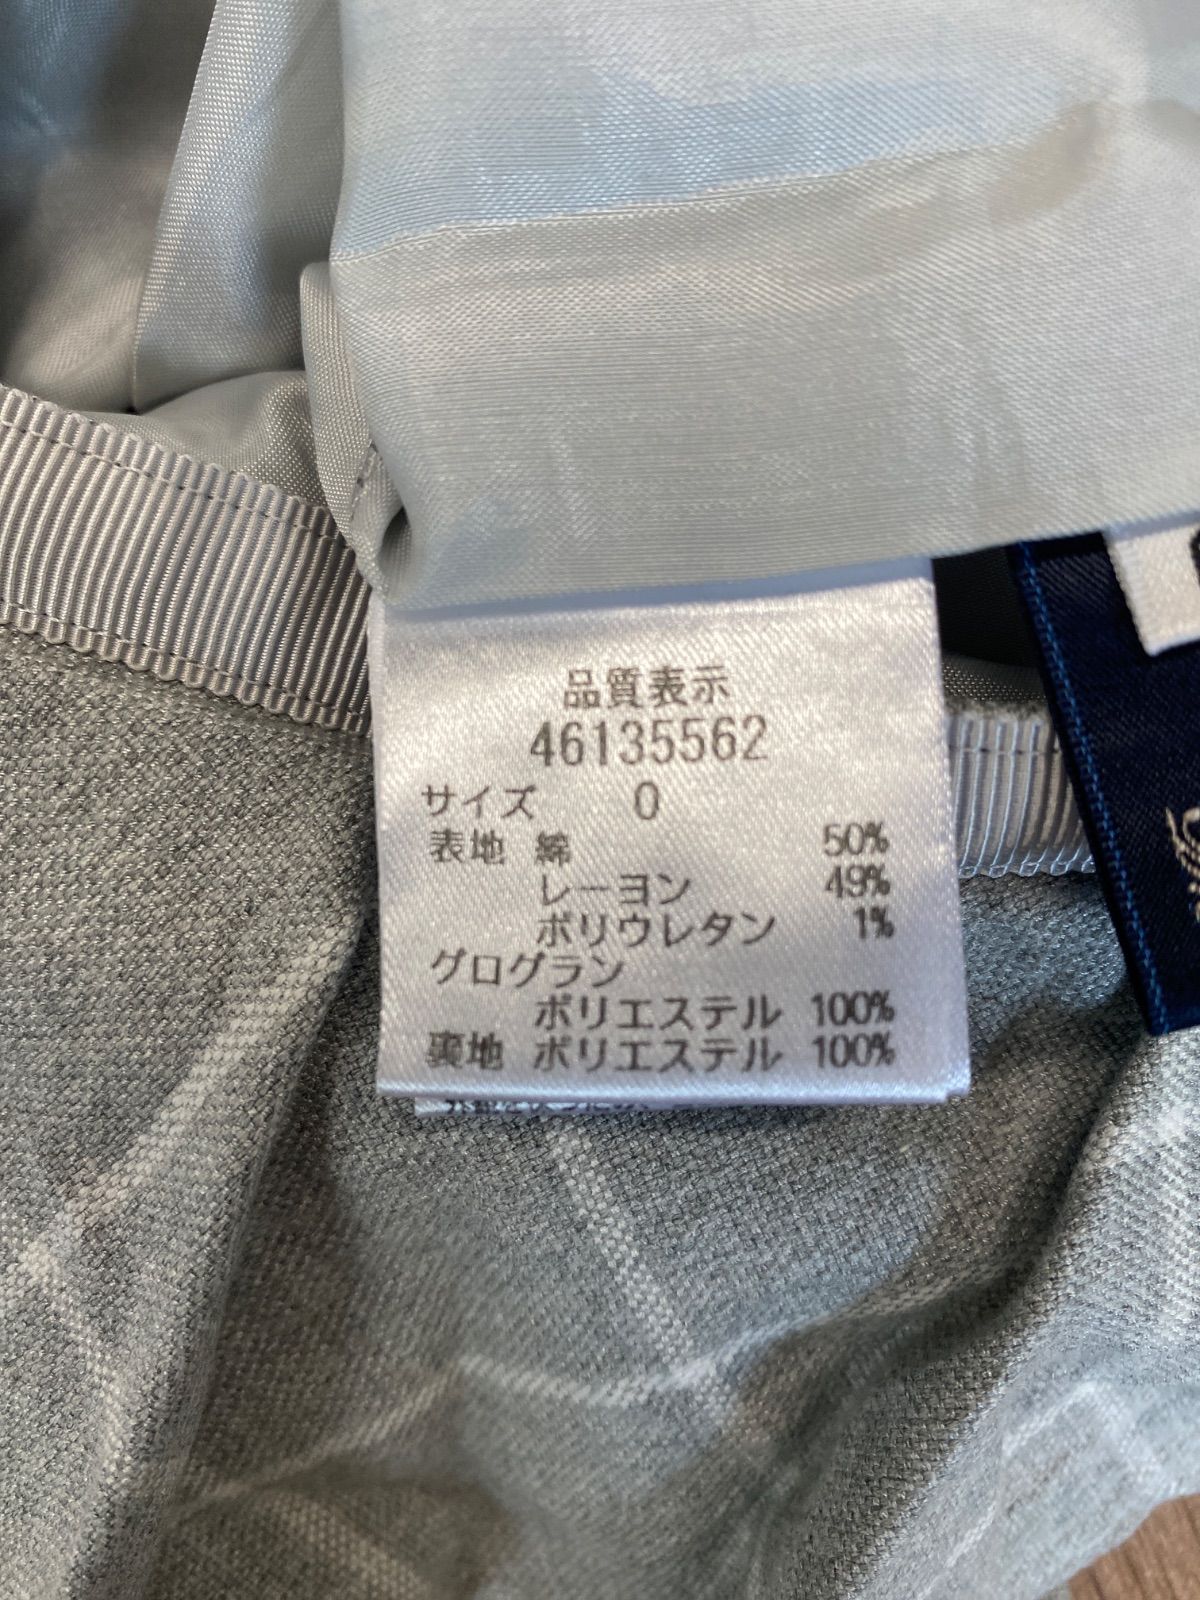 品質表示
46135562
サイズ 0
表地 綿 50%
レーヨン 49%
ポリウレタン 1%
グログラン
ポリエステル 100%
裏地 ポリエステル 100%